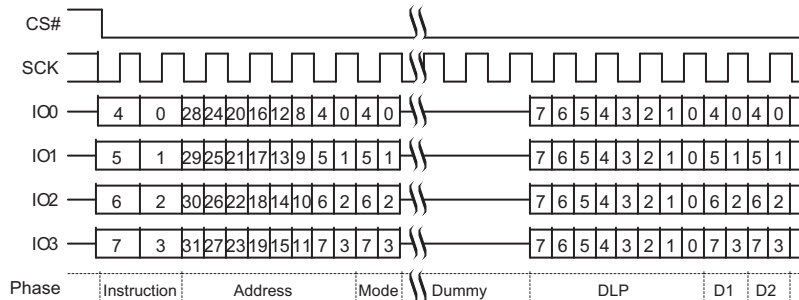 CS#
SCK
IO0 4 0 28 24 20 16 12 8 4 0 4 0 7 6 5 4 3 2 1 0 4 0 4 0
IO1 5 1 29 25 21 17 13 9 5 1 5 1 7 6 5 4 3 2 1 0 5 1 5 1
IO2 6 2 30 26 22 18 14 10 6 2 6 2 7 6 5 4 3 2 1 0 6 2 6 2
IO3 7 3 31 27 23 19 15 11 7 3 7 3 7 6 5 4 3 2 1 0 7 3 7 3
Phase Instruction Address Mode Dummy DLP D1 D2